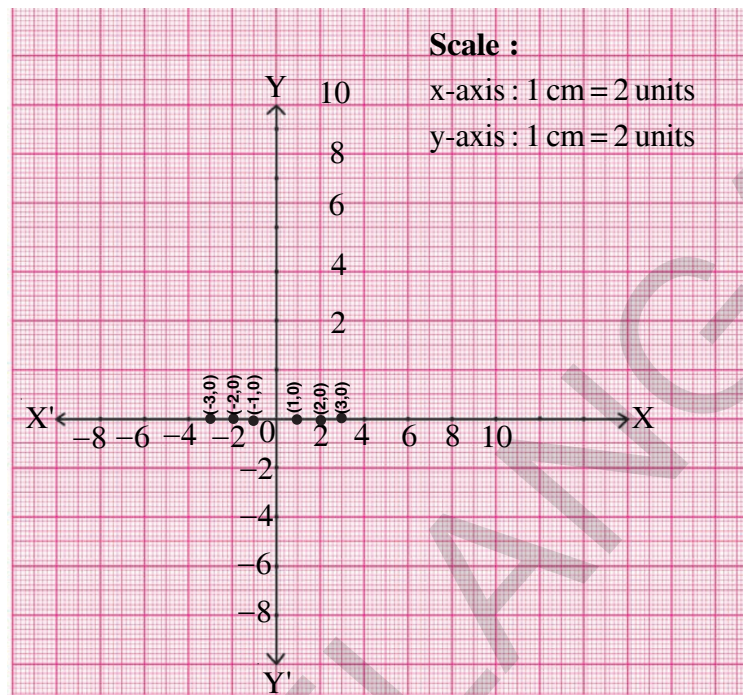 Scale :
Y 10 x-axis : 1 cm = 2 units
8 y-axis : 1 cm = 2 units
6
4
2
(-3,0) (-2,0) (-1,0) (1,0) (2,0) (3,0)
X' X
−8 −6 −4 −2 0 2 4 6 8 10
−2
−4
−6
−8
Y'